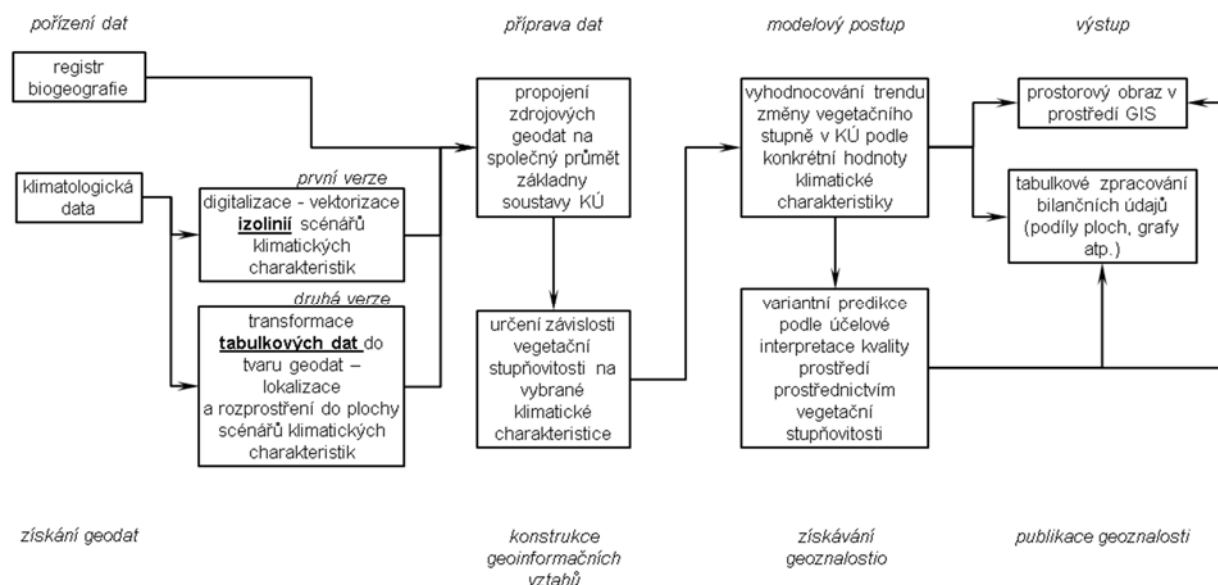 pořízení dat
příprava dat
modelový postup
výstup
registr
biogeografie
propojení
zdrojových
geodat na
společný průmět
základny
soustavy KÚ
vyhodnocování trendu
změny vegetačního
stupně v KÚ podle
konkrétní hodnoty
klimatické
charakteristiky
prostorový obraz v
prostředí GIS
klimatologická
data
první verze
digitalizace - vektorizace
izolinií scénářů
klimatických
charakteristik
tabulkové zpracování
bilančních údajů
(podíly ploch, grafy
atp.)
druhá verze
transformace
tabulkových dat do
tvaru geodat –
lokalizace
a rozprostření do plochy
scénářů klimatických
charakteristik
určení závislosti
vegetační
stupňovitosti na
vybrané
klimatické
charakteristice
variantní predikce
podle účelové
interpretace kvality
prostředí
prostřednictvím
vegetační
stupňovitosti
získání geodat
konstrukce
geoinformačních
vztahů
získávání
geoznalostio
publikace geoznalosti